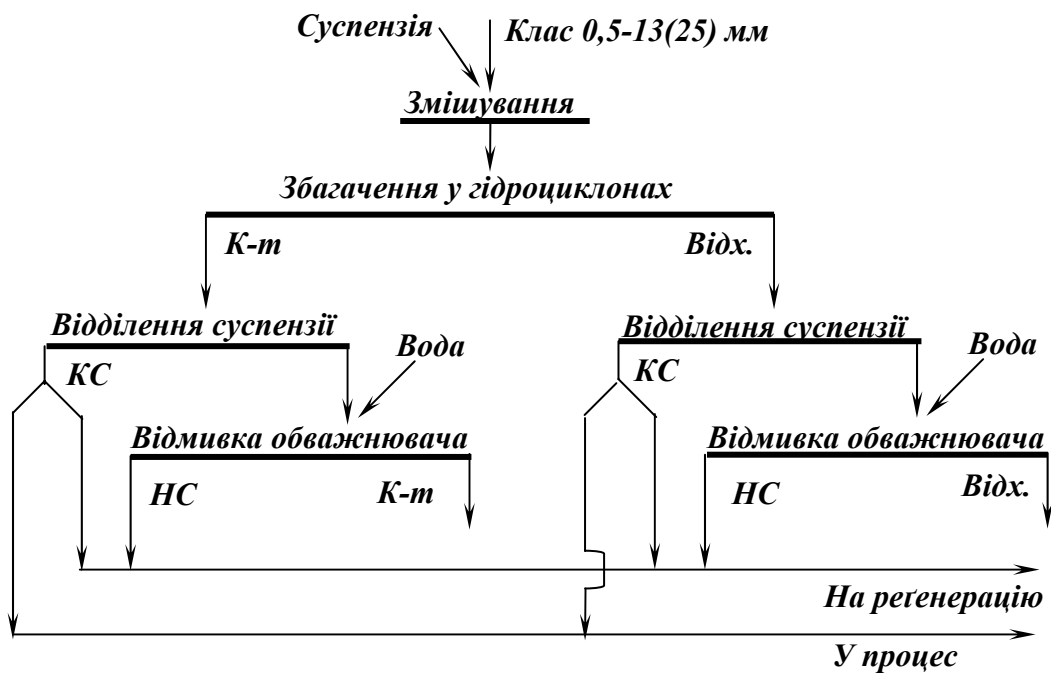 Суспензія
Клас 0,5-13(25) мм
Змішування
Збагачення у гідроциклонах
К-т
Відх.
Відділення суспензії
Відділення суспензії
КС
Вода
КС
Вода
Відмивка обважнювача
Відмивка обважнювача
НС
К-т
НС
Відх.
На реґенерацію
У процес